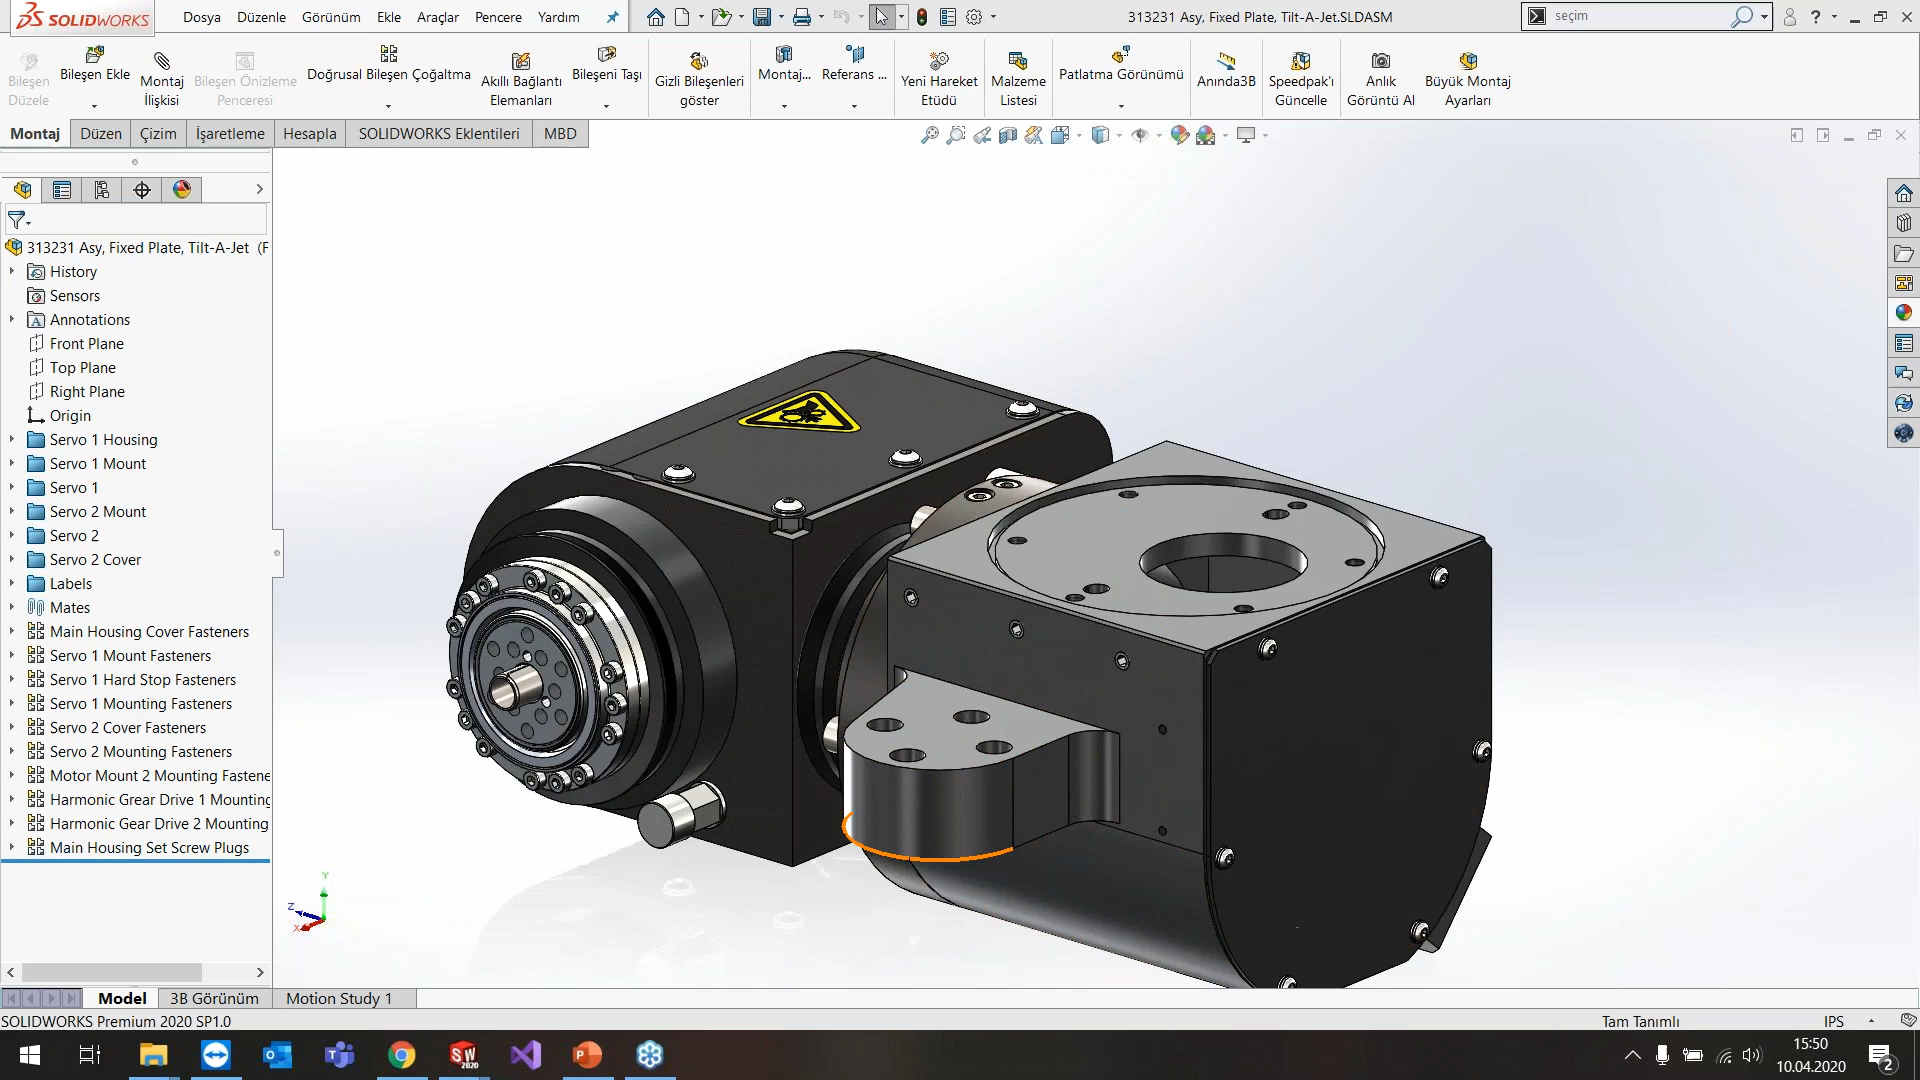 SOLIDWORKS
Dosya Düzenle Görünüm Ekle Araçlar Pencere Yardım
313231 Asy, Fixed Plate, Tilt-A-Jet.SLDASM
seçim
?
Bileşen Düzele
Bileşen Ekle
Montaj İlişkisi
Bileşen Önizleme Penceresi
Doğrusal Bileşen Çoğaltma
Akıllı Bağlantı Elemanları
Bileşeni Taşı
Gizli Bileşenleri göster
Montaj...
Referans ...
Yeni Hareket Etüdü
Malzeme Listesi
Patlatma Görünümü
Anında3B
Speedpak'ı Güncelle
Anlık Görüntü Al
Büyük Montaj Ayarları
Montaj Düzen Çizim İşaretleme Hesapla SOLIDWORKS Eklentileri MBD
313231 Asy, Fixed Plate, Tilt-A-Jet (F
History
Sensors
Annotations
Front Plane
Top Plane
Right Plane
Origin
Servo 1 Housing
Servo 1 Mount
Servo 1
Servo 2 Mount
Servo 2
Servo 2 Cover
Labels
Mates
Main Housing Cover Fasteners
Servo 1 Mount Fasteners
Servo 1 Hard Stop Fasteners
Servo 1 Mounting Fasteners
Servo 2 Cover Fasteners
Servo 2 Mounting Fasteners
Motor Mount 2 Mounting Fastene
Harmonic Grear Drive 1 Mounting
Harmonic Gear Drive 2 Mounting
Main Housing Set Screw Plugs
Y
Z
X
Model 3B Görünüm Motion Study 1
SOLIDWORKS Premium 2020 SP1.0
Tam Tanımlı
IPS
SW 2020
15:50
10.04.2020
2